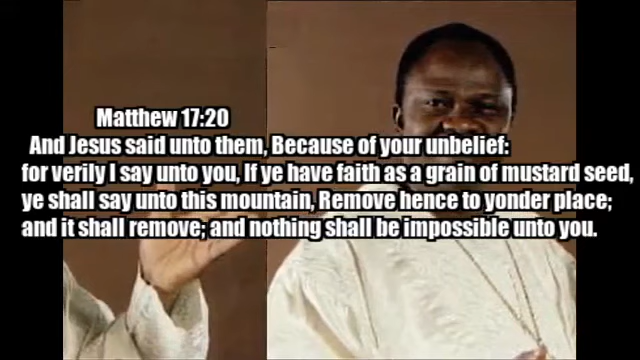 Matthew 17:20
And Jesus said unto them, Because of your unbelief:
for verily I say unto you, If ye have faith as a grain of mustard seed,
ye shall say unto this mountain, Remove hence to yonder place;
and it shall remove; and nothing shall be impossible unto you.